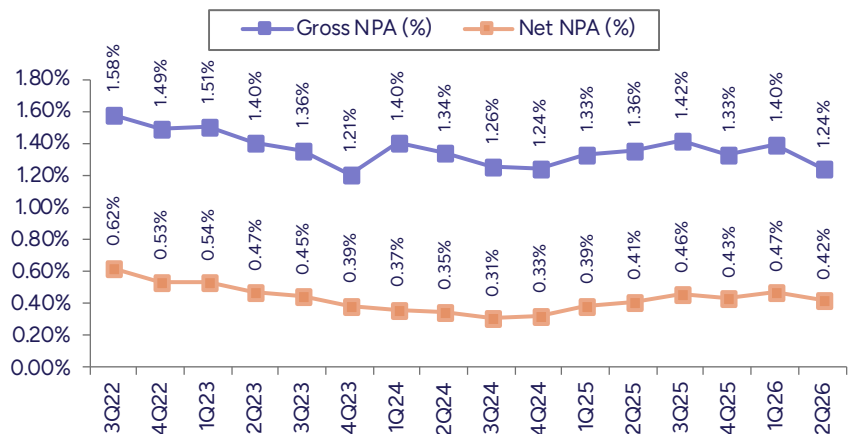 Gross NPA (%) Net NPA (%)
1.80%
1.60%
1.40%
1.20%
1.00%
0.80%
0.60%
0.40%
0.20%
0.00%
1.58% 1.49% 1.51% 1.40% 1.36% 1.21% 1.40% 1.34% 1.26% 1.24% 1.33% 1.36% 1.42% 1.33% 1.40% 1.24%
0.62% 0.53% 0.54% 0.47% 0.45% 0.39% 0.37% 0.35% 0.31% 0.33% 0.39% 0.41% 0.46% 0.43% 0.47% 0.42%
3Q22 4Q22 1Q23 2Q23 3Q23 4Q23 1Q24 2Q24 3Q24 4Q24 1Q25 2Q25 3Q25 4Q25 1Q26 2Q26